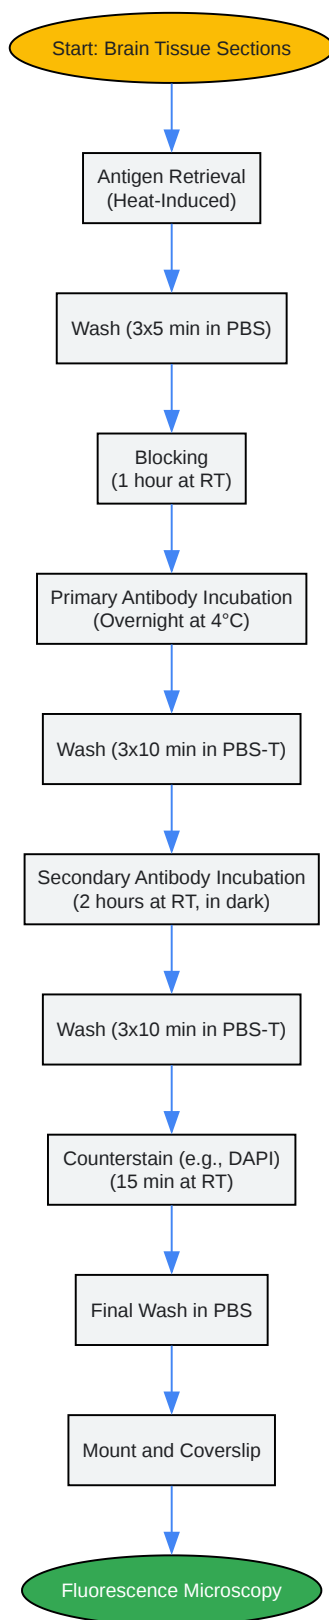 Start: Brain Tissue Sections
Antigen Retrieval
(Heat-Induced)
Wash (3x5 min in PBS)
Blocking
(1 hour at RT)
Primary Antibody Incubation
(Overnight at 4°C)
Wash (3x10 min in PBS-T)
Secondary Antibody Incubation
(2 hours at RT, in dark)
Wash (3x10 min in PBS-T)
Counterstain (e.g., DAPI)
(15 min at RT)
Final Wash in PBS
Mount and Coverslip
Fluorescence Microscopy